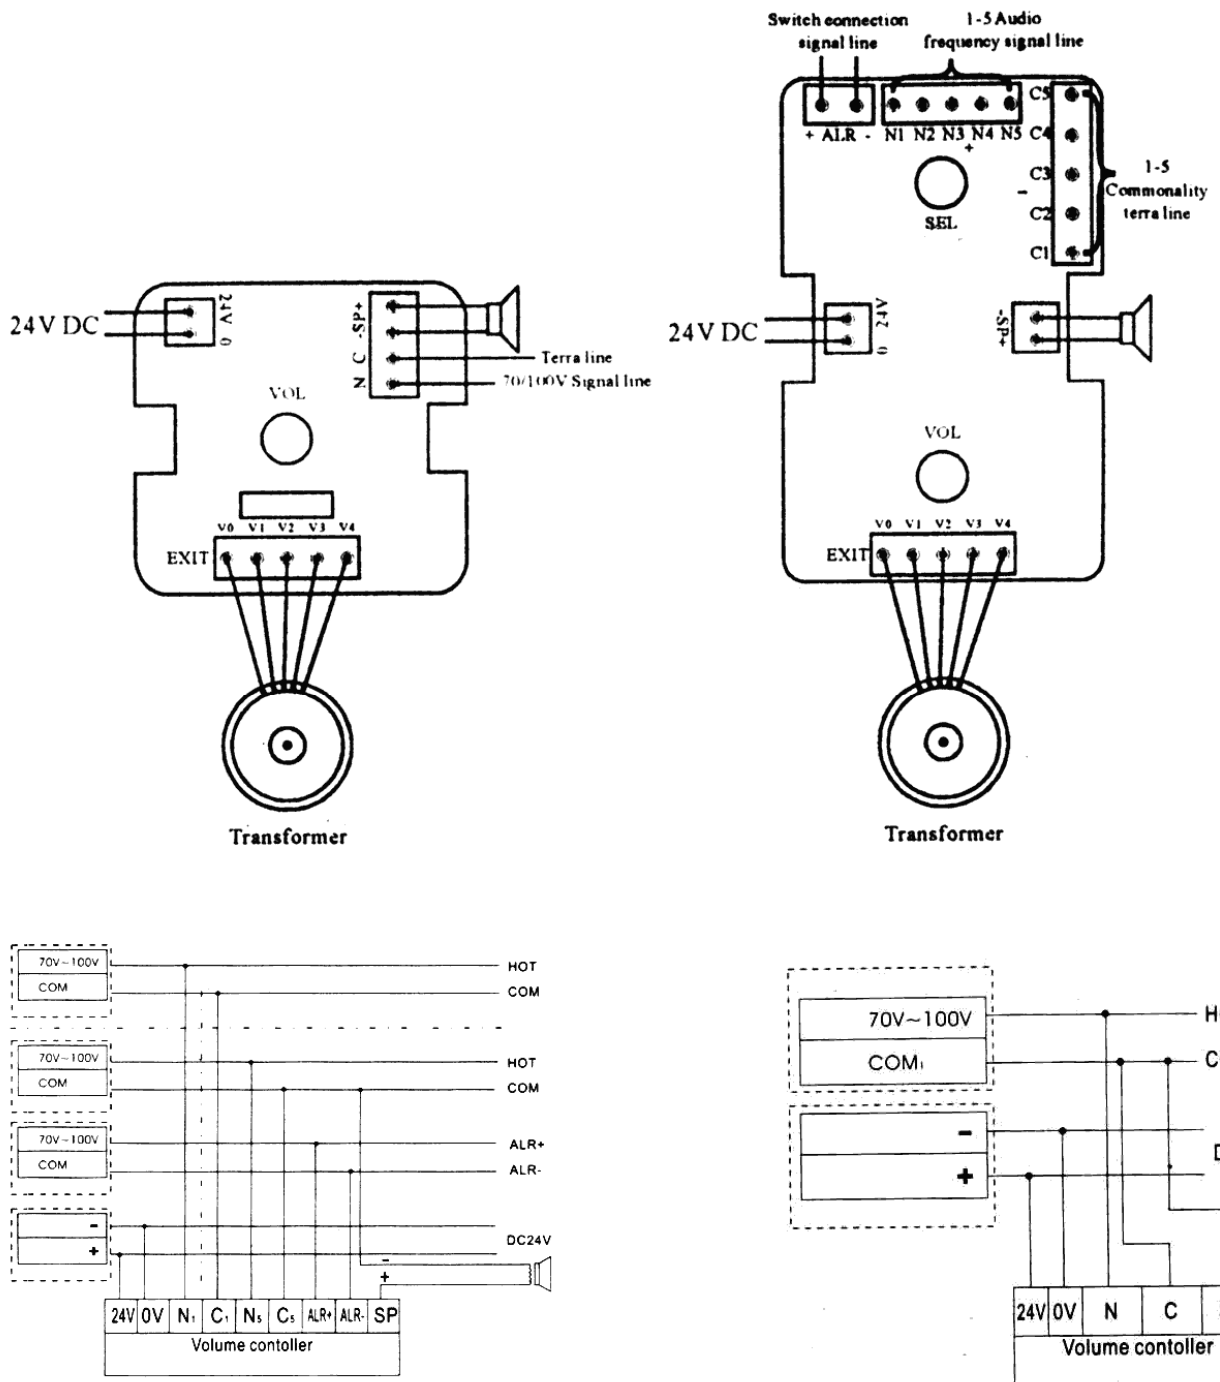 Switch connection
signal line
1-5 Audio
frequency signal line
+ ALR -
N1 N2 N3 N4 N5
+
C5
C4
C3
-
C2
C1
1-5
Commonality
terra line
SEL
24V DC
0 24V
-SP+
VOL
V0 V1 V2 V3 V4
EXIT
Transformer
24V DC
24V 0
N C -SP+
Terra line
70/100V Signal line
VOL
V0 V1 V2 V3 V4
EXIT
Transformer
70V~100V
COM
HOT
COM
70V~100V
COM
HOT
COM
70V~100V
COM
ALR+
ALR-
-
+
DC24V
-
+
24V 0V N1 C1 N5 C5 ALR+ ALR- SP
Volume contoller
70V~100V
COM
H
C
-
+
D
24V 0V N C
Volume contoller